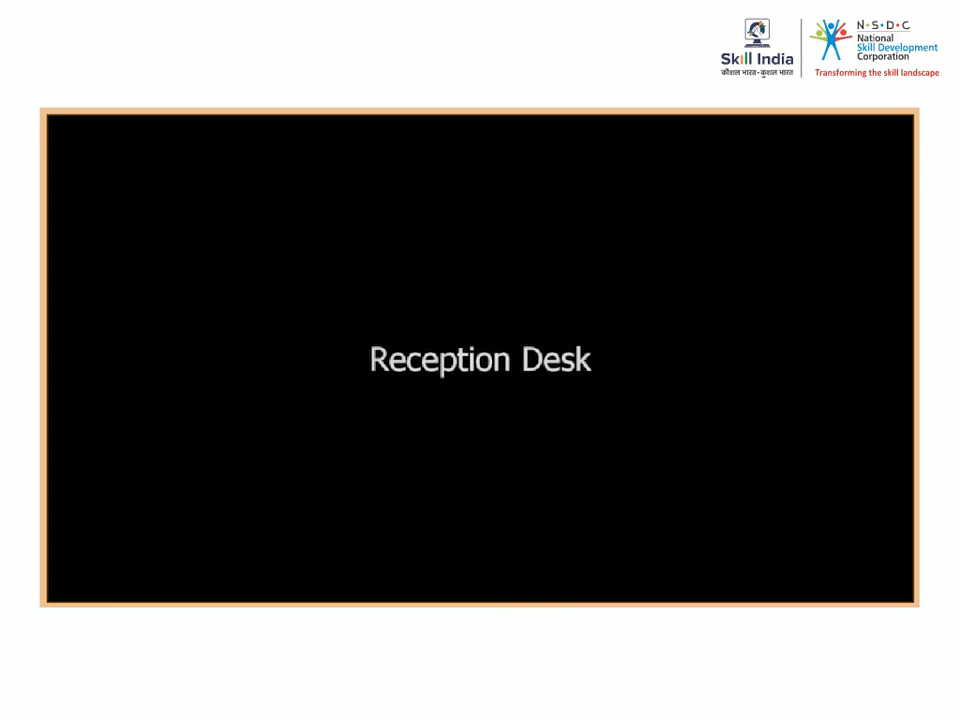 Skill India
कौशल भारत-कुशल भारत
N·S·D·C
National
Skill Development
Corporation
Transforming the skill landscape
Reception Desk